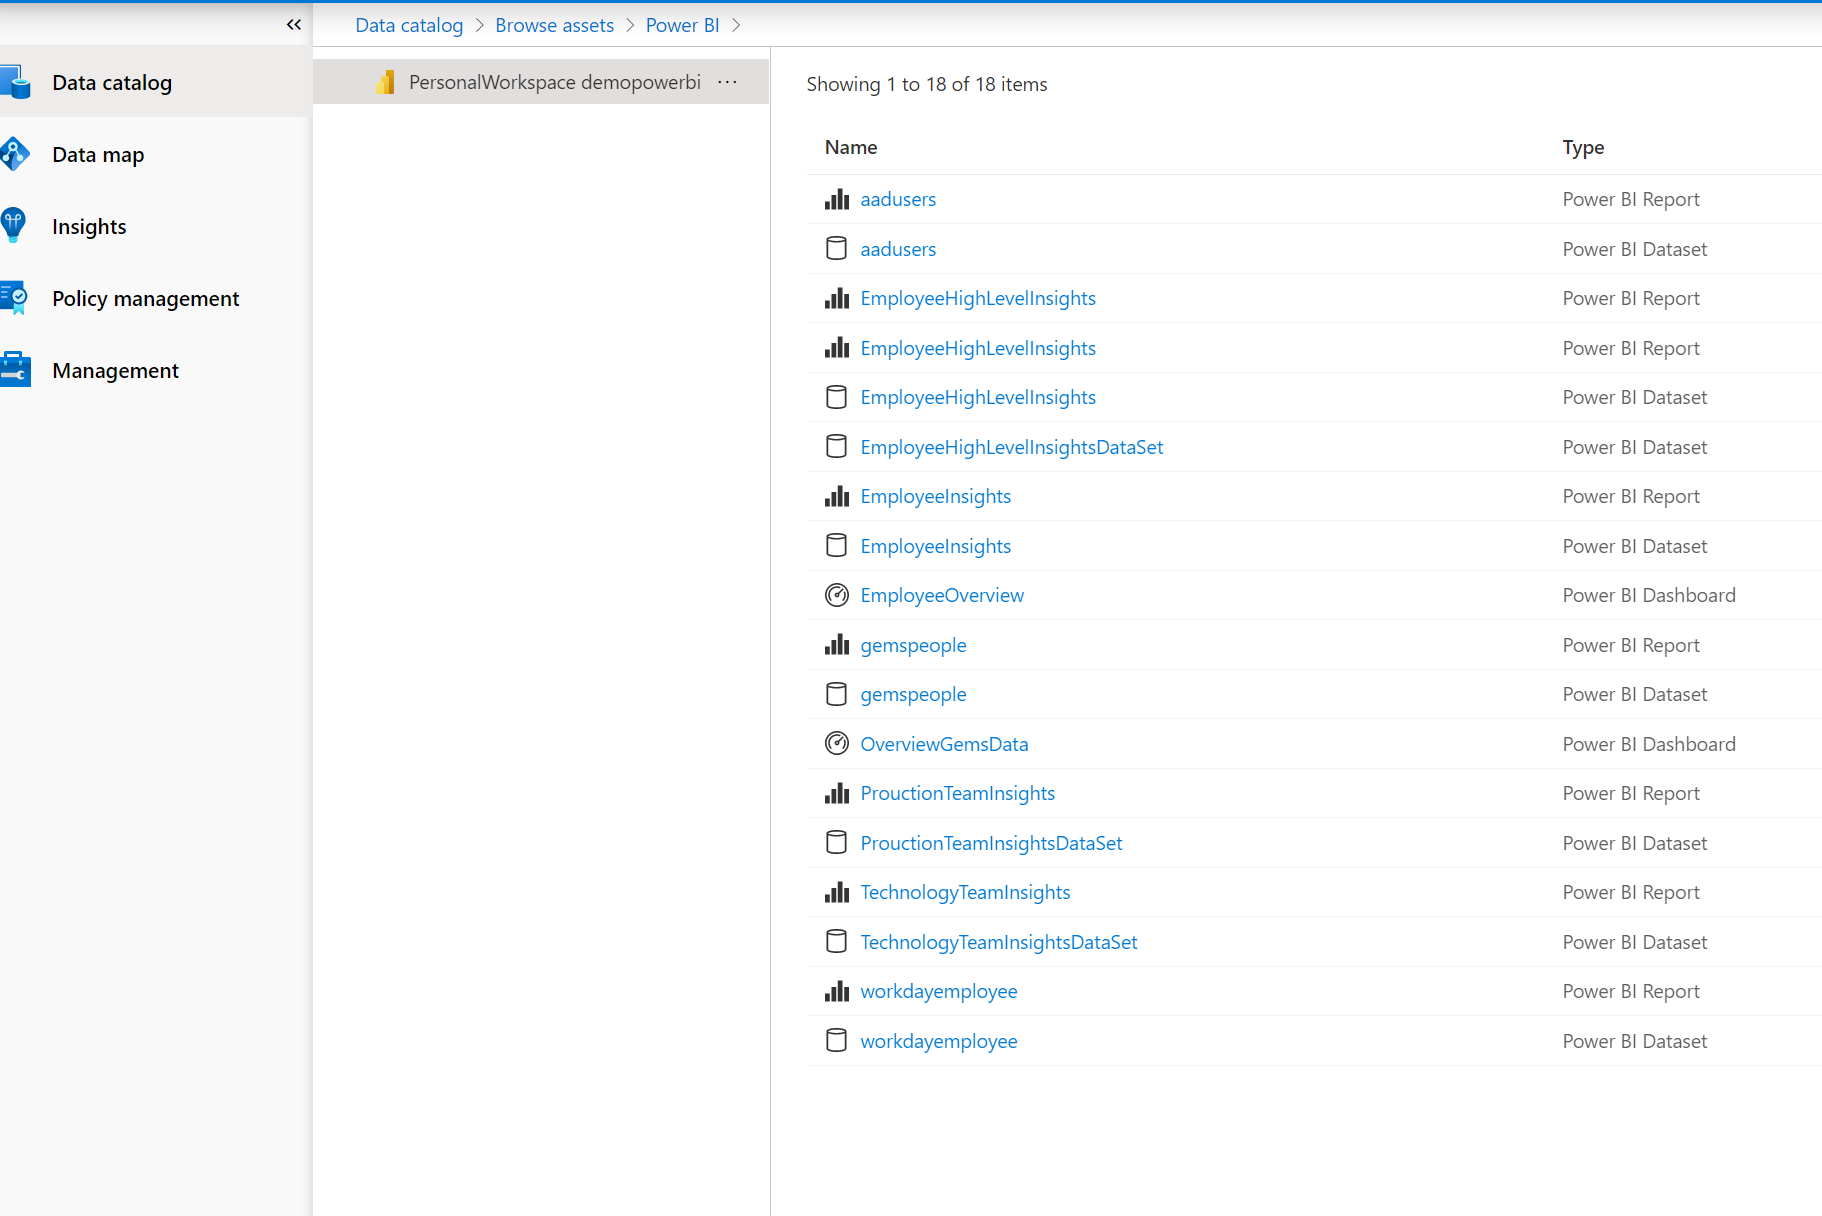 Data catalog > Browse assets > Power BI >
Data catalog
Data map
Insights
Policy management
Management
PersonalWorkspace demopowerbi ···
Showing 1 to 18 of 18 items
Name Type
aadusers Power BI Report
aadusers Power BI Dataset
EmployeeHighLevelInsights Power BI Report
EmployeeHighLevelInsights Power BI Report
EmployeeHighLevelInsights Power BI Dataset
EmployeeHighLevelInsightsDataSet Power BI Dataset
EmployeeInsights Power BI Report
EmployeeInsights Power BI Dataset
EmployeeOverview Power BI Dashboard
gemspeople Power BI Report
gemspeople Power BI Dataset
OverviewGemsData Power BI Dashboard
ProuctionTeamInsights Power BI Report
ProuctionTeamInsightsDataSet Power BI Dataset
TechnologyTeamInsights Power BI Report
TechnologyTeamInsightsDataSet Power BI Dataset
workdayemployee Power BI Report
workdayemployee Power BI Dataset